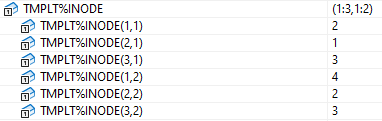 TMPLT%INODE (1:3,1:2)
TMPLT%INODE(1,1) 2
TMPLT%INODE(2,1) 1
TMPLT%INODE(3,1) 3
TMPLT%INODE(1,2) 4
TMPLT%INODE(2,2) 2
TMPLT%INODE(3,2) 3